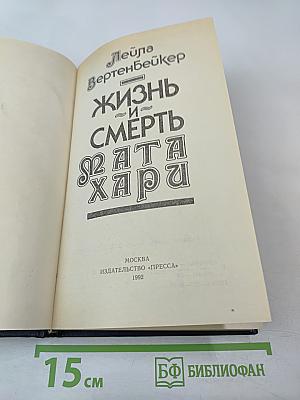 Лейла
Вертенбейкер
ЖИЗНЬ
И
СМЕРТЬ
МАТА
ХАРИ
МОСКВА
ИЗДАТЕЛЬСТВО «ПРЕССА»
1992
15 см
БФ БИБЛИОФАН